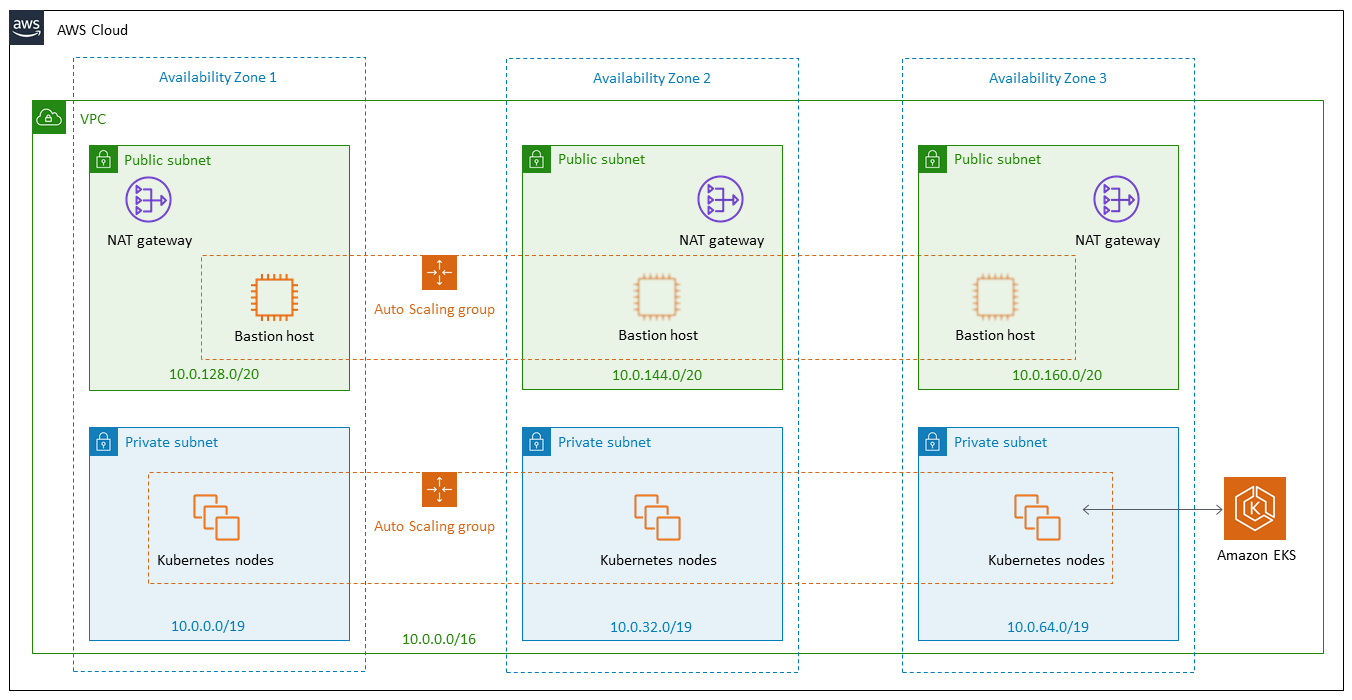 aws
AWS Cloud
Availability Zone 1
Availability Zone 2
Availability Zone 3
VPC
Public subnet
Public subnet
Public subnet
NAT gateway
NAT gateway
NAT gateway
Auto Scaling group
Bastion host
Bastion host
Bastion host
10.0.128.0/20
10.0.144.0/20
10.0.160.0/20
Private subnet
Private subnet
Private subnet
Auto Scaling group
K
Kubernetes nodes
Kubernetes nodes
Kubernetes nodes
Amazon EKS
10.0.0.0/19
10.0.32.0/19
10.0.64.0/19
10.0.0.0/16